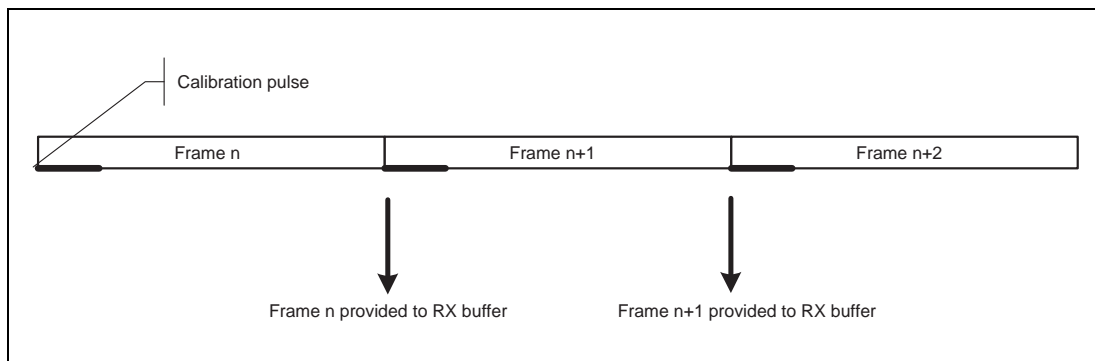 Calibration pulse
Frame n
Frame n+1
Frame n+2
Frame n provided to RX buffer
Frame n+1 provided to RX buffer